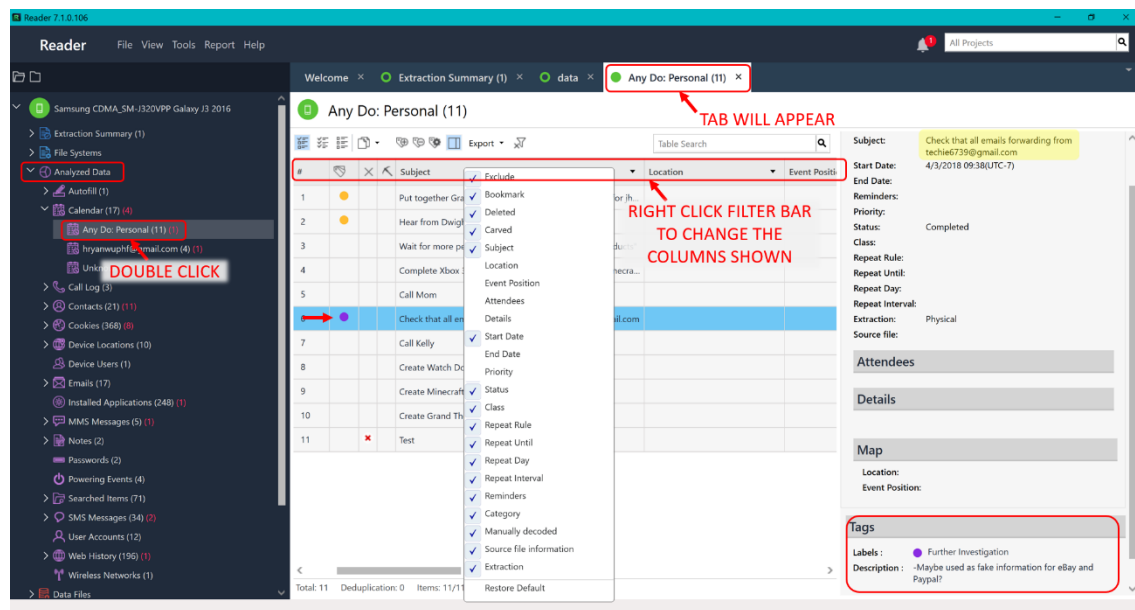 Reader 7.1.0.106
Reader File View Tools Report Help
1
All Projects
Welcome × Extraction Summary (1) × data × Any Do: Personal (11) ×
Samsung CDMA_SM-J320VPP Galaxy J3 2016
Extraction Summary (1)
File Systems
Analyzed Data
Autofill (1)
Calendar (17) (4)
Any Do: Personal (11) (1)
hryanwuphf@gmail.com (4) (1)
DOUBLE CLICK
Call Log (3)
Contacts (21) (11)
Cookies (368) (8)
Device Locations (10)
Device Users (1)
Emails (17)
Installed Applications (248) (1)
MMS Messages (5) (1)
Notes (2)
Passwords (2)
Powering Events (4)
Searched Items (71)
SMS Messages (34) (2)
User Accounts (12)
Web History (196) (1)
Wireless Networks (1)
Data Files
Any Do: Personal (11)
TAB WILL APPEAR
Export
Table Search
# Subject Location Event Positi
1 Put together Gra or jh...
2 Hear from Dwigh
3 Wait for more pe ducts
4 Complete Xbox necra...
5 Call Mom
6 Check that all em ail.com
7 Call Kelly
8 Create Watch Do
9 Create Minecraft
10 Create Grand Th
11 Test
RIGHT CLICK FILTER BAR
TO CHANGE THE
COLUMNS SHOWN
Exclude
Bookmark
Deleted
Carved
Subject
Location
Event Position
Attendees
Details
Start Date
End Date
Priority
Status
Class
Repeat Rule
Repeat Until
Repeat Day
Repeat Interval
Reminders
Category
Manually decoded
Source file information
Extraction
Restore Default
Total: 11 Deduplication: 0 Items: 11/11
Subject: Check that all emails forwarding from
techie6739@gmail.com
Start Date: 4/3/2018 09:38(UTC-7)
End Date:
Reminders:
Priority:
Status: Completed
Class:
Repeat Rule:
Repeat Until:
Repeat Day:
Repeat Interval:
Extraction: Physical
Source file:
Attendees
Details
Map
Location:
Event Position:
Tags
Labels : Further Investigation
Description : -Maybe used as fake information for eBay and
Paypal?